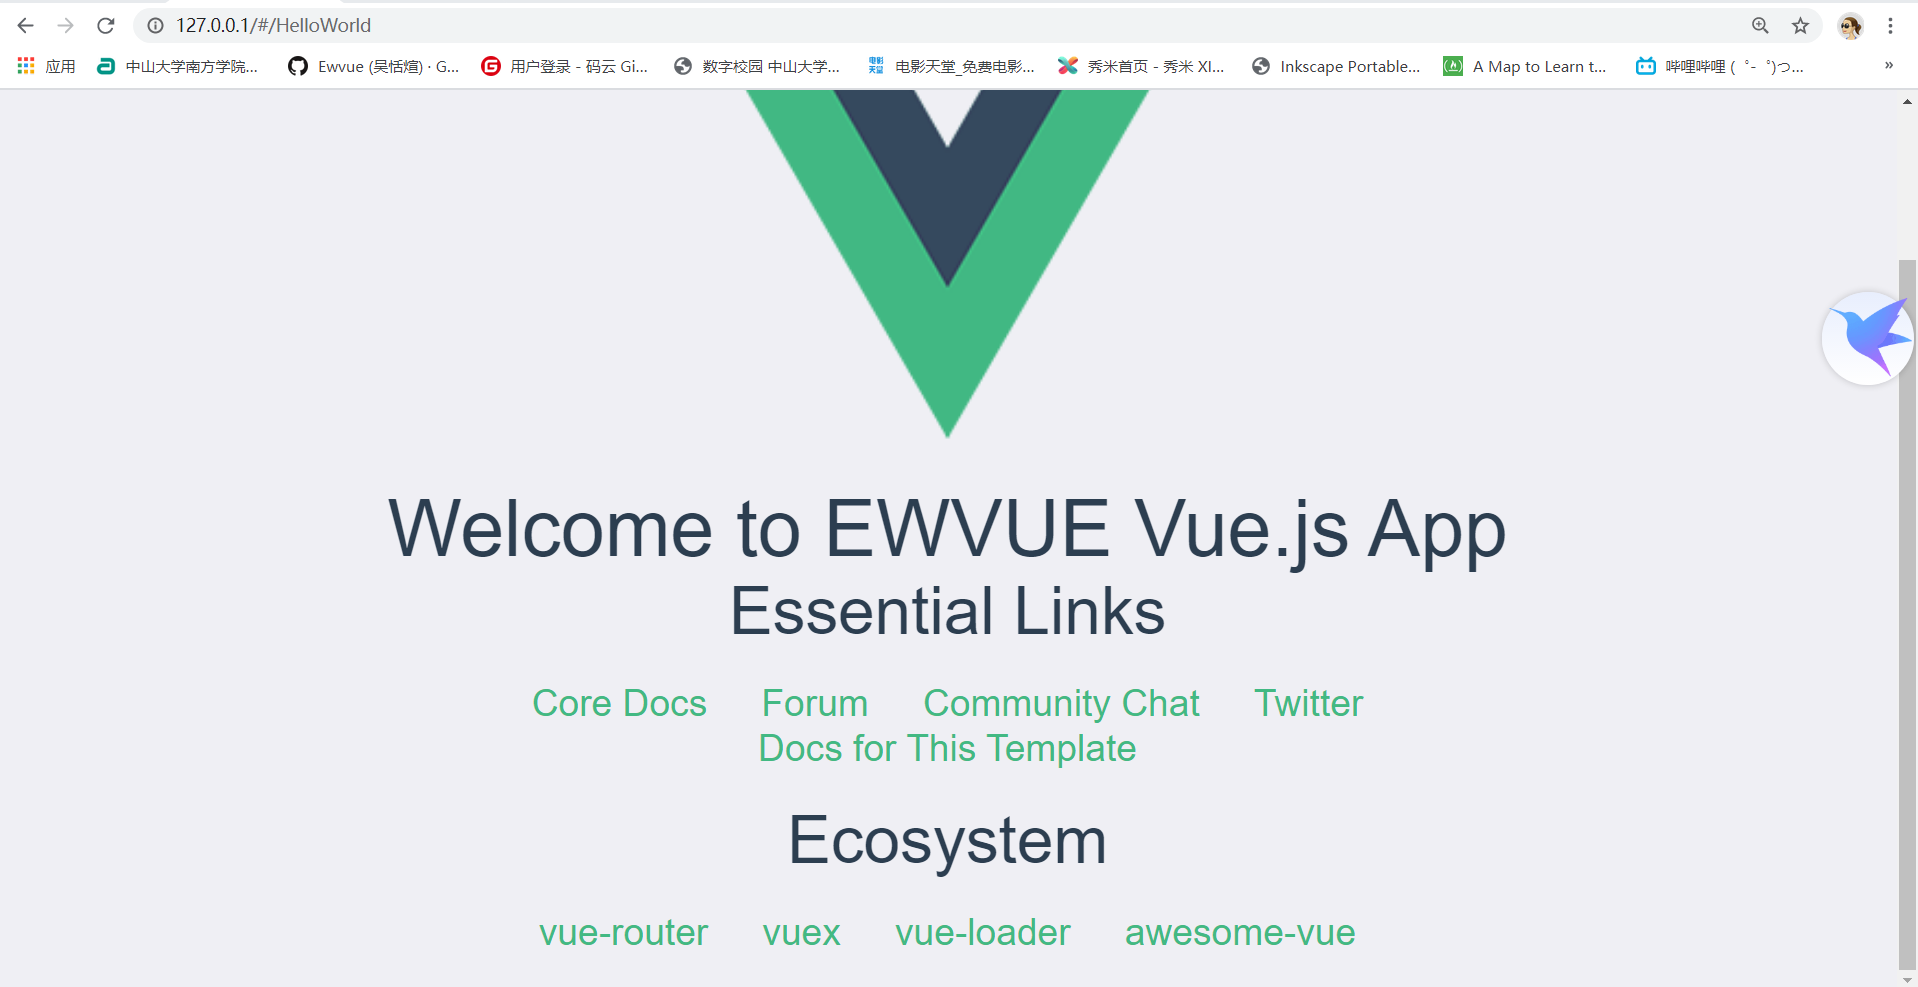 127.0.0.1/#/HelloWorld
应用 中山大学南方学院... Ewvue (吴恬煊) · G... 用户登录 - 码云 Gi... 数字校园 中山大学... 电影天堂_免费电影... 秀米首页 - 秀米 XI... Inkscape Portable... A Map to Learn t... 哔哩哔哩 ( ゜- ゜)つ... »
Welcome to EWVUE Vue.js App
Essential Links
Core Docs Forum Community Chat Twitter
Docs for This Template
Ecosystem
vue-router vuex vue-loader awesome-vue